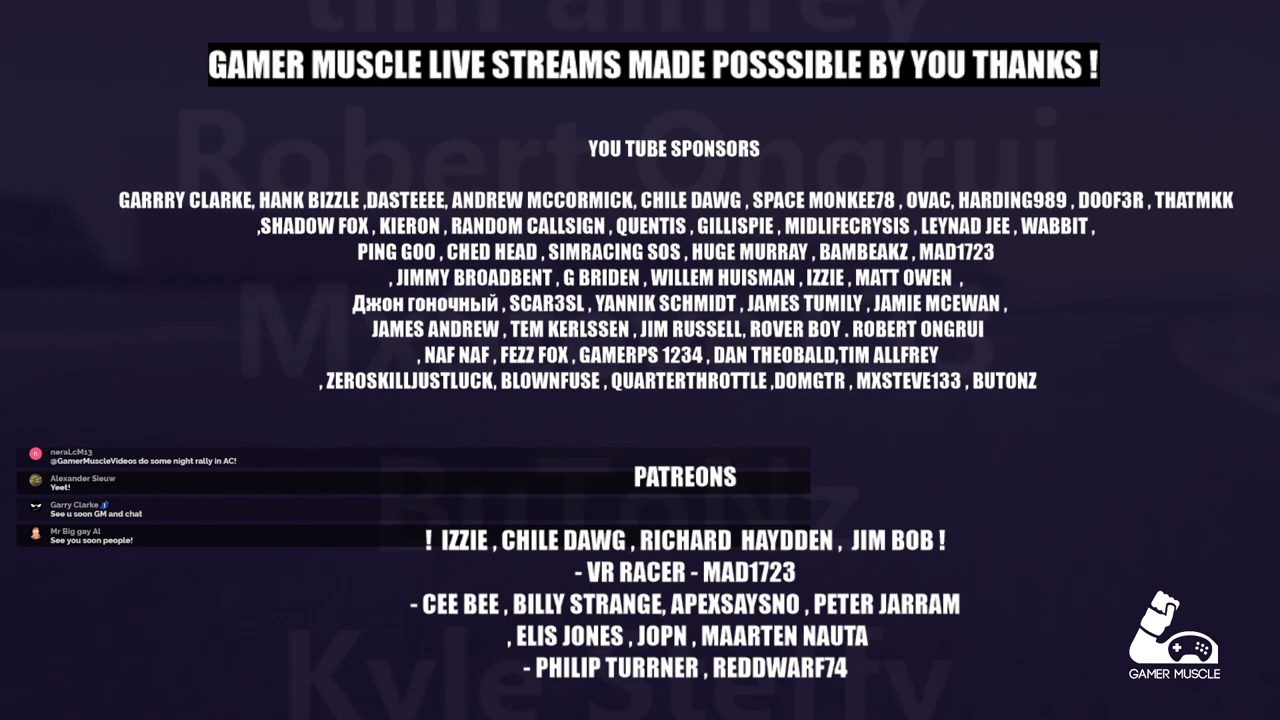 tim allfrey
GAMER MUSCLE LIVE STREAMS MADE POSSSIBLE BY YOU THANKS !
Robert Ongrui
YOU TUBE SPONSORS
GARRRY CLARKE, HANK BIZZLE ,DASTEEEE, ANDREW MCCORMICK, CHILE DAWG , SPACE MONKEE78 , OVAC, HARDING989 , DOOF3R , THATMKK
,SHADOW FOX , KIERON , RANDOM CALLSIGN , QUENTIS , GILLISPIE , MIDLIFECRYSIS , LEYNAD JEE , WABBIT ,
PING GOO , CHED HEAD , SIMRACING SOS , HUGE MURRAY , BAMBEAKZ , MAD1723
, JIMMY BROADBENT , G BRIDEN , WILLEM HUISMAN , IZZIE , MATT OWEN ,
Джон гоночный , SCAR3SL , YANNIK SCHMIDT , JAMES TUMILY , JAMIE MCEWAN ,
JAMES ANDREW , TEM KERLSSEN , JIM RUSSELL, ROVER BOY . ROBERT ONGRUI
, NAF NAF , FEZZ FOX , GAMERPS 1234 , DAN THEOBALD,TIM ALLFREY
, ZEROSKILLJUSTLUCK, BLOWNFUSE , QUARTERTHROTTLE ,DOMGTR , MXSTEVE133 , BUTONZ
neraLcM13
@GamerMuscleVideos do some night rally in AC!
Alexander Sieuw
Yeet!
Garry Clarke
See u soon GM and chat
Mr Big gay Al
See you soon people!
PATREONS
BuToNz
! IZZIE , CHILE DAWG , RICHARD HAYDDEN , JIM BOB !
- VR RACER - MAD1723
- CEE BEE , BILLY STRANGE, APEXSAYSNO , PETER JARRAM
, ELIS JONES , JOPN , MAARTEN NAUTA
- PHILIP TURRNER , REDDWARF74
Kyle Steffy
GAMER MUSCLE